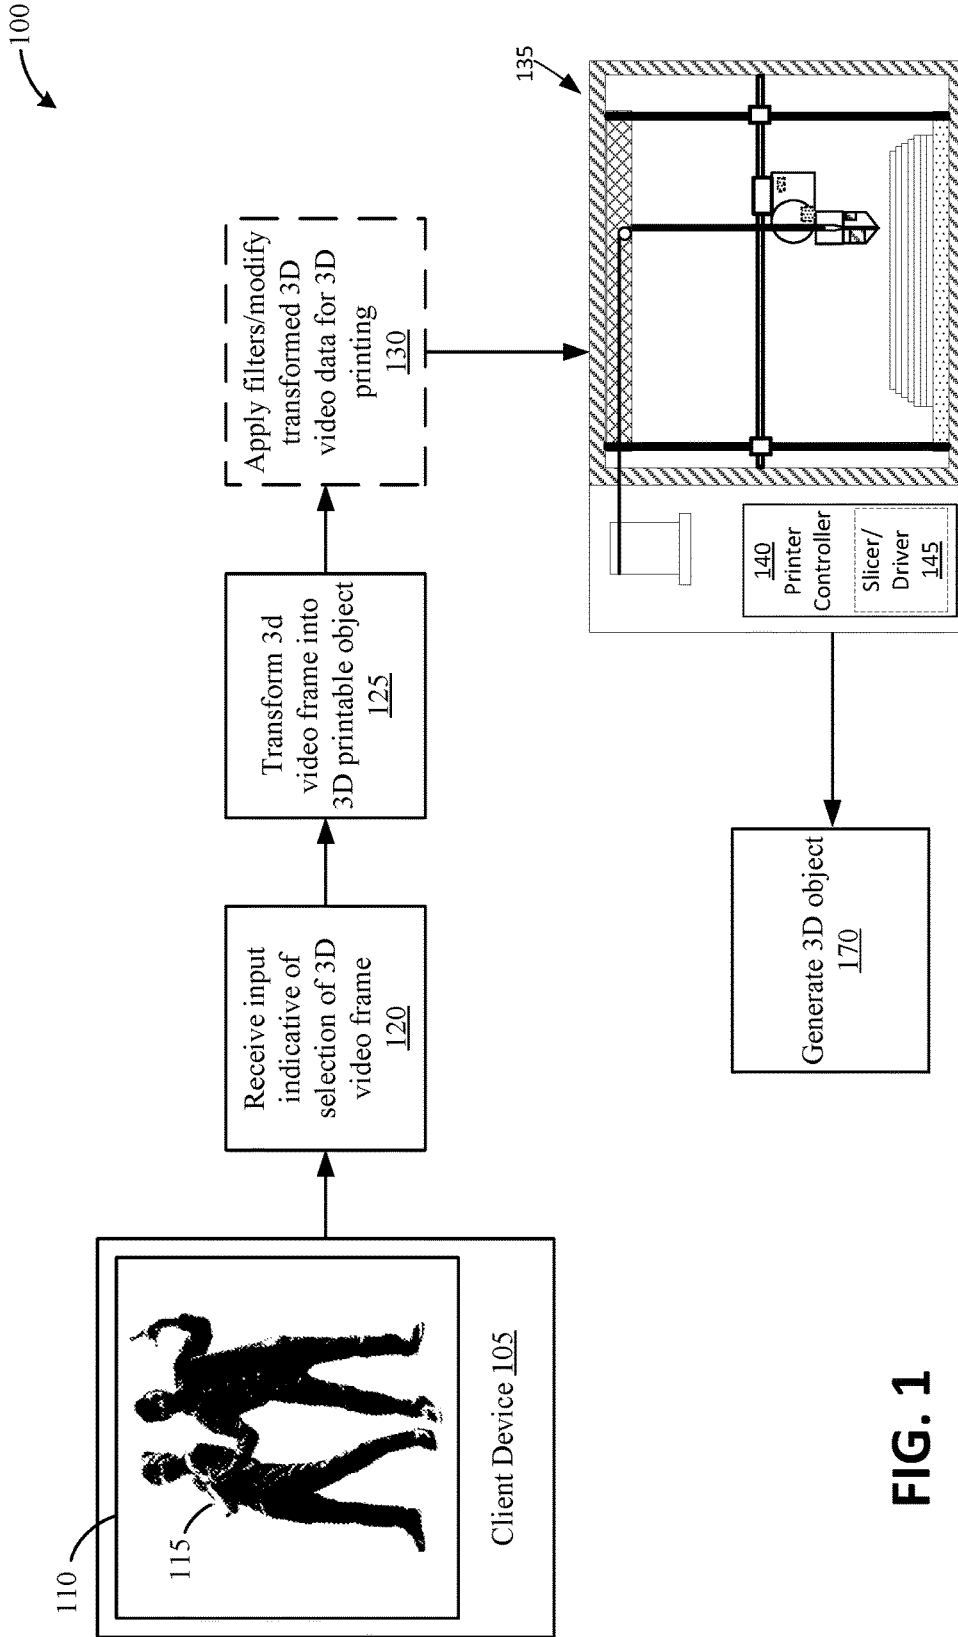 100
110
115
Client Device 105
Receive input
indicative of
selection of 3D
video frame
120
Transform 3d
video frame into
3D printable object
125
Apply filters/modify
transformed 3D
video data for 3D
printing
130
135
140
Printer
Controller
Slicer/
Driver
145
Generate 3D object
170
FIG. 1